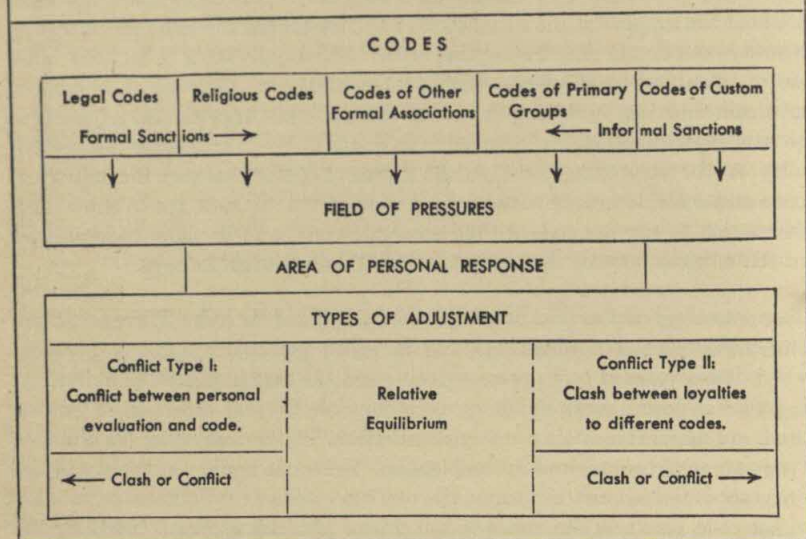 CODES
Legal Codes
Religious Codes
Codes of Other
Formal Associations
Codes of Primary
Groups
Codes of Custom
Formal Sanctions →
← Informal Sanctions
FIELD OF PRESSURES
AREA OF PERSONAL RESPONSE
TYPES OF ADJUSTMENT
Conflict Type I:
Conflict between personal
evaluation and code.
← Clash or Conflict
Relative
Equilibrium
Conflict Type II:
Clash between loyalties
to different codes.
Clash or Conflict →